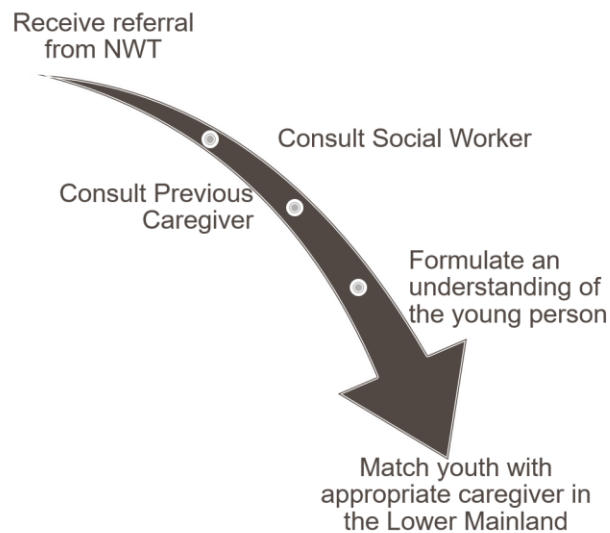 Receive referral
from NWT
Consult Social Worker
Consult Previous
Caregiver
Formulate an
understanding of
the young person
Match youth with
appropriate caregiver in
the Lower Mainland